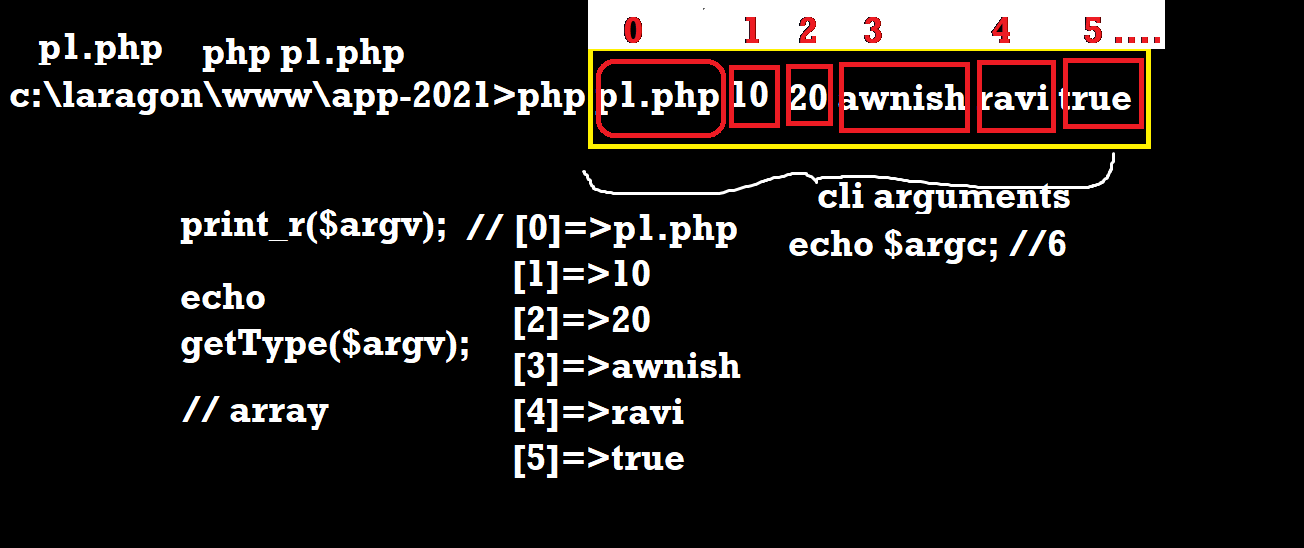 0 1 2 3 4 5 ....
p1.php php p1.php
c:\laragon\www\app-2021>php p1.php 10 20 awnish ravi true
cli arguments
print_r($argv); // [0]=>p1.php
echo $argc; //6
[1]=>10
echo
[2]=>20
getType($argv);
[3]=>awnish
// array
[4]=>ravi
[5]=>true